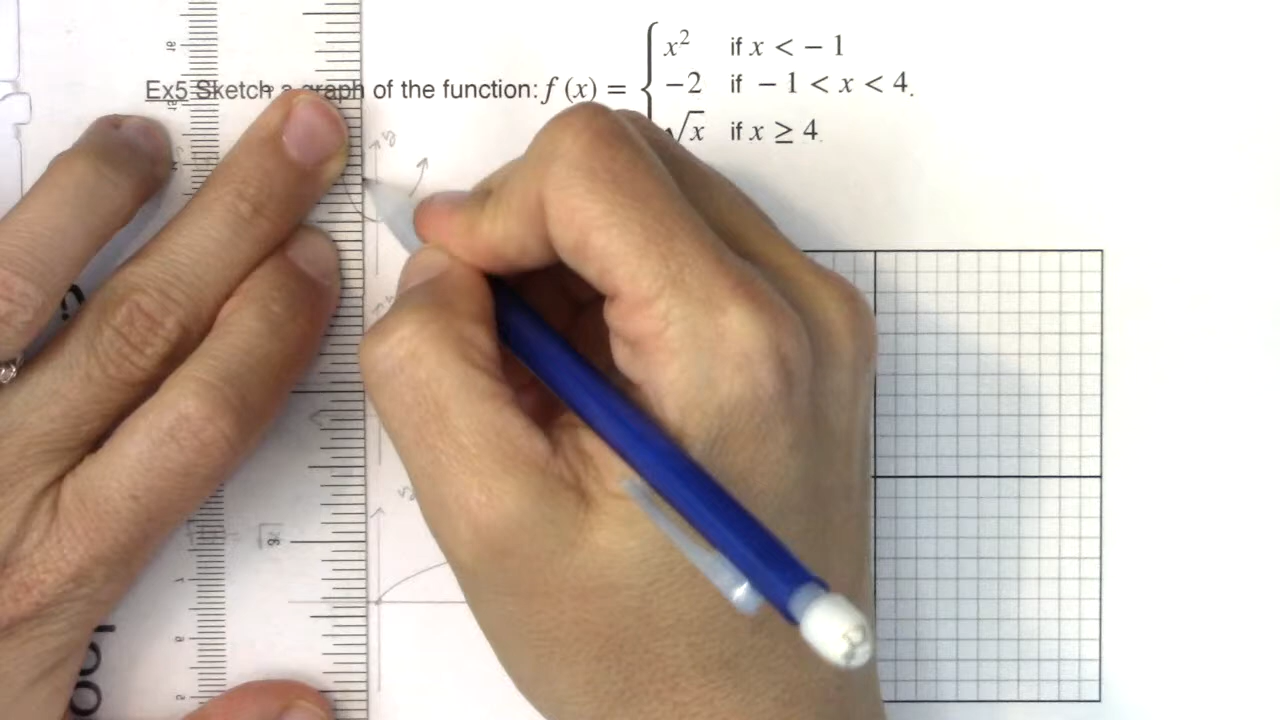 x² if x < − 1
Ex5 Sketch a graph of the function: f (x) = −2 if − 1 < x < 4.
√x if x ≥ 4
y